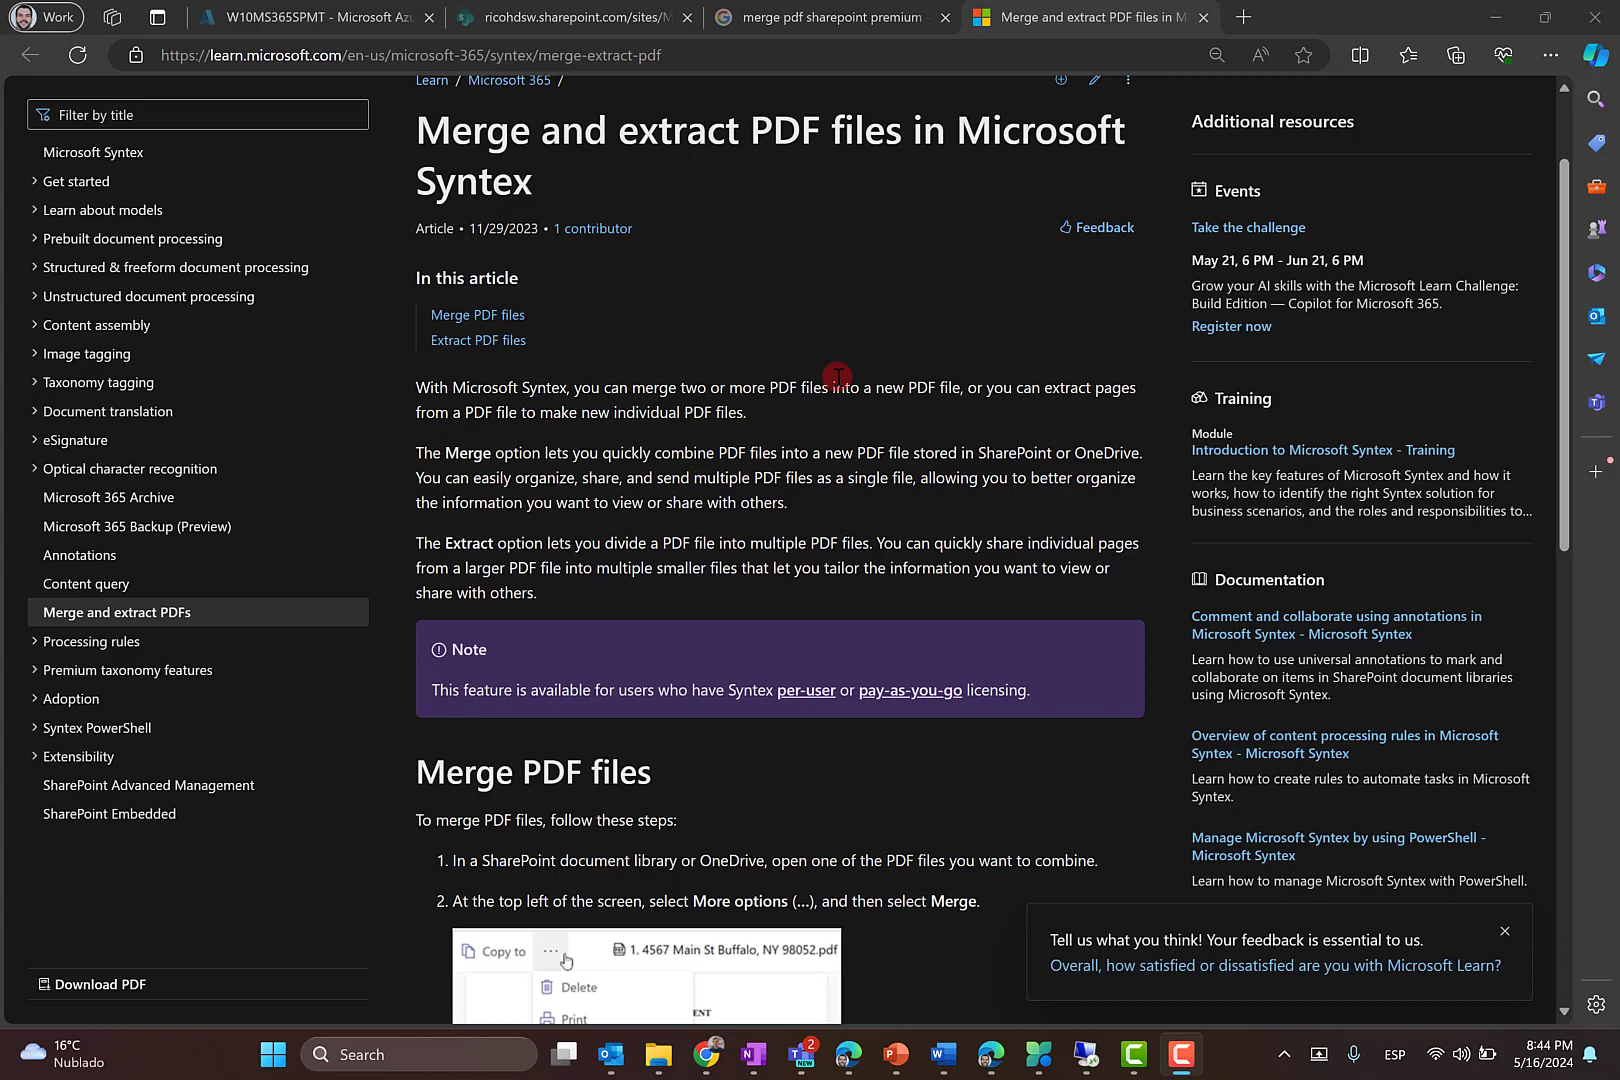 Work
W10MS365SPMT - Microsoft Az
ricohdsw.sharepoint.com/sites/M
merge pdf sharepoint premium -
Merge and extract PDF files in M
https://learn.microsoft.com/en-us/microsoft-365/syntex/merge-extract-pdf
Learn / Microsoft 365 /
Filter by title
Microsoft Syntex
Get started
Learn about models
Prebuilt document processing
Structured & freeform document processing
Unstructured document processing
Content assembly
Image tagging
Taxonomy tagging
Document translation
eSignature
Optical character recognition
Microsoft 365 Archive
Microsoft 365 Backup (Preview)
Annotations
Content query
Merge and extract PDFs
Processing rules
Premium taxonomy features
Adoption
Syntex PowerShell
Extensibility
SharePoint Advanced Management
SharePoint Embedded
Download PDF
Merge and extract PDF files in Microsoft
Syntex
Article • 11/29/2023 • 1 contributor
Feedback
In this article
Merge PDF files
Extract PDF files
With Microsoft Syntex, you can merge two or more PDF files into a new PDF file, or you can extract pages
from a PDF file to make new individual PDF files.
The Merge option lets you quickly combine PDF files into a new PDF file stored in SharePoint or OneDrive.
You can easily organize, share, and send multiple PDF files as a single file, allowing you to better organize
the information you want to view or share with others.
The Extract option lets you divide a PDF file into multiple PDF files. You can quickly share individual pages
from a larger PDF file into multiple smaller files that let you tailor the information you want to view or
share with others.
Note
This feature is available for users who have Syntex per-user or pay-as-you-go licensing.
Merge PDF files
To merge PDF files, follow these steps:
1. In a SharePoint document library or OneDrive, open one of the PDF files you want to combine.
2. At the top left of the screen, select More options (...), and then select Merge.
Copy to ... 1. 4567 Main St Buffalo, NY 98052.pdf
Delete
Print
ENT
Additional resources
Events
Take the challenge
May 21, 6 PM - Jun 21, 6 PM
Grow your AI skills with the Microsoft Learn Challenge:
Build Edition — Copilot for Microsoft 365.
Register now
Training
Module
Introduction to Microsoft Syntex - Training
Learn the key features of Microsoft Syntex and how it
works, how to identify the right Syntex solution for
business scenarios, and the roles and responsibilities to...
Documentation
Comment and collaborate using annotations in
Microsoft Syntex - Microsoft Syntex
Learn how to use universal annotations to mark and
collaborate on items in SharePoint document libraries
using Microsoft Syntex.
Overview of content processing rules in Microsoft
Syntex - Microsoft Syntex
Learn how to create rules to automate tasks in Microsoft
Syntex.
Manage Microsoft Syntex by using PowerShell -
Microsoft Syntex
Learn how to manage Microsoft Syntex with PowerShell.
Tell us what you think! Your feedback is essential to us.
Overall, how satisfied or dissatisfied are you with Microsoft Learn?
16°C
Nublado
Search
2
NEW
ESP
8:44 PM
5/16/2024